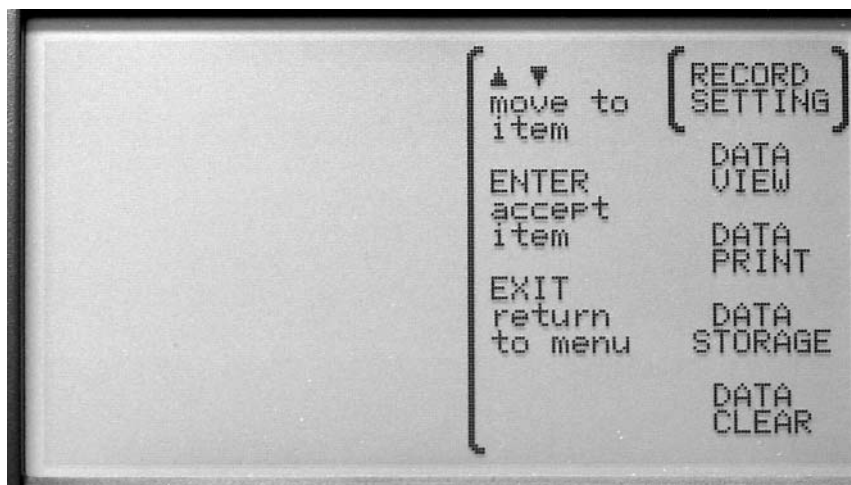 ▲ ▼
move to
item
ENTER
accept
item
EXIT
return
to menu
RECORD
SETTING
DATA
VIEW
DATA
PRINT
DATA
STORAGE
DATA
CLEAR